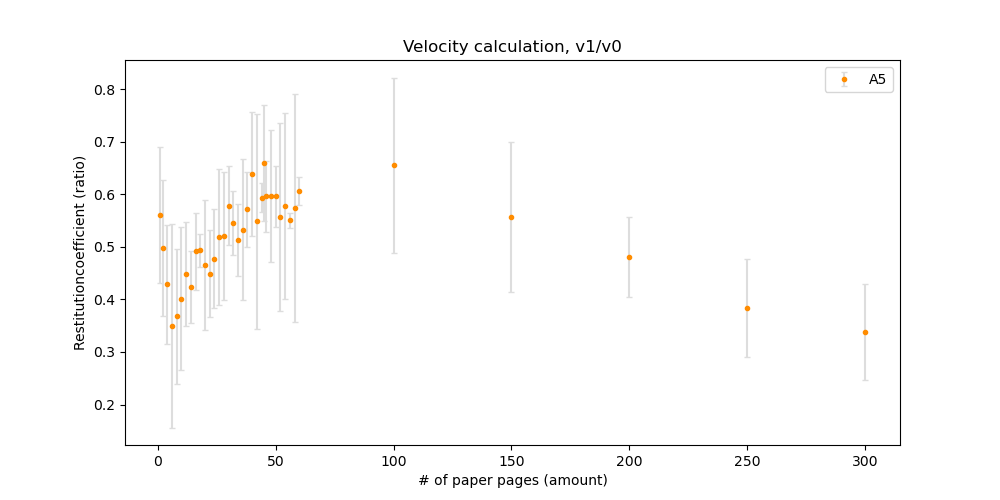 Velocity calculation, v1/v0
A5
Restitutioncoefficient (ratio)
0.8
0.7
0.6
0.5
0.4
0.3
0.2
0 50 100 150 200 250 300
# of paper pages (amount)